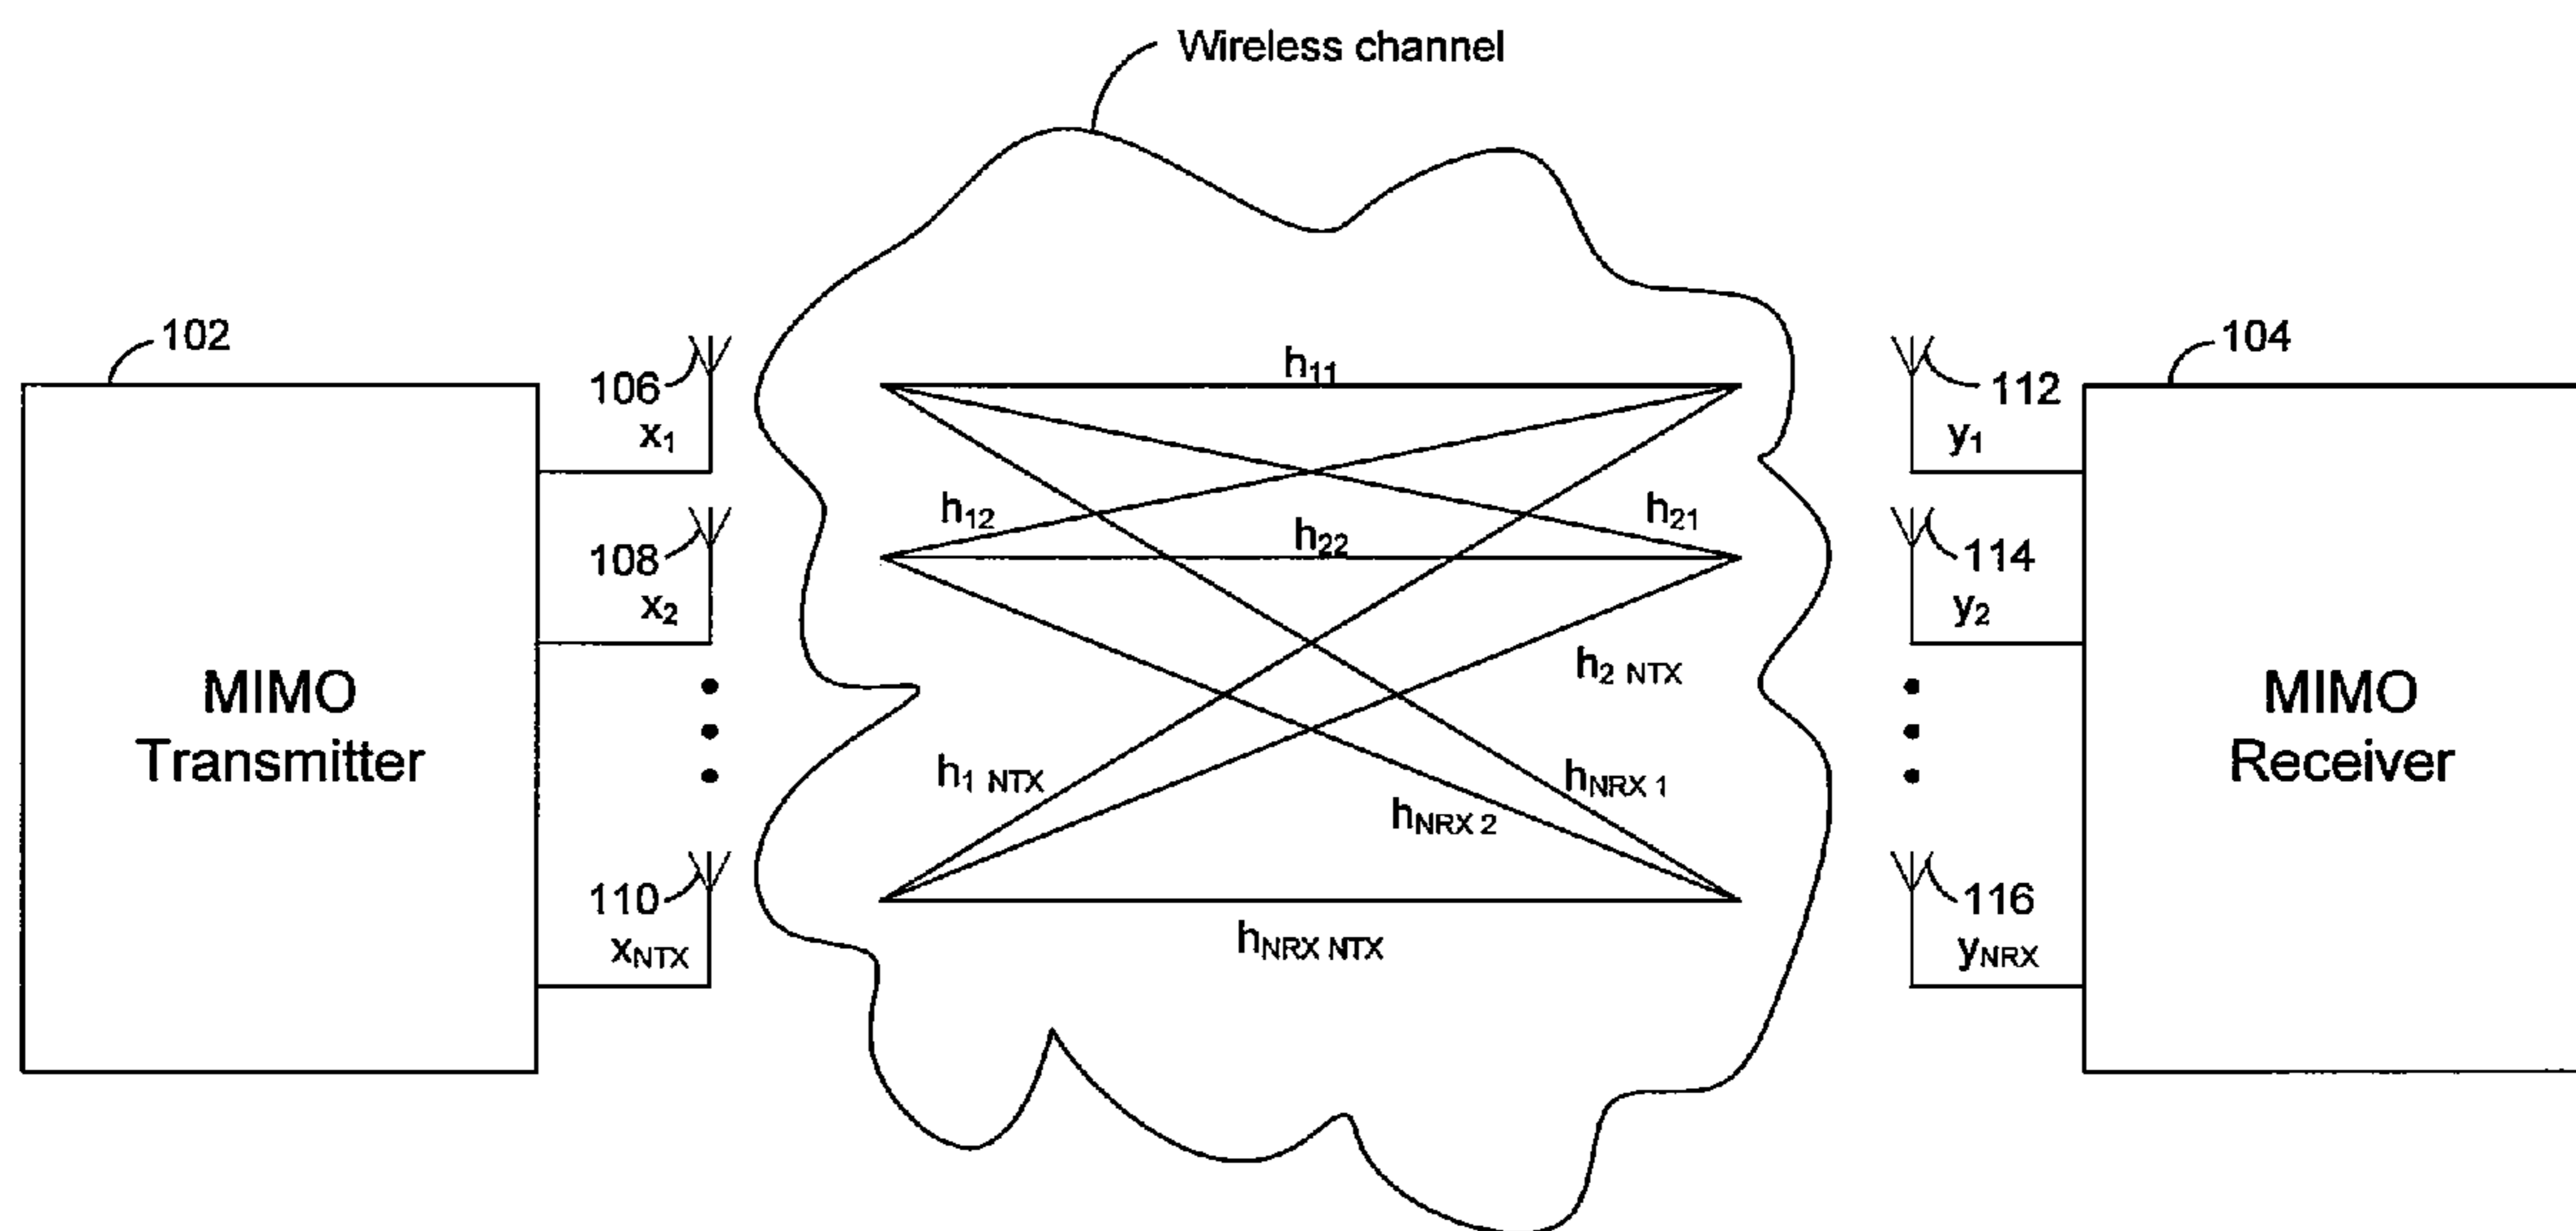 Wireless channel
102
106
x1
108
x2
MIMO
Transmitter
110
xNTX
h11
h12
h21
h22
h2 NTX
h1 NTX
hNRX 1
hNRX 2
hNRX NTX
104
112
y1
114
y2
MIMO
Receiver
116
yNRX